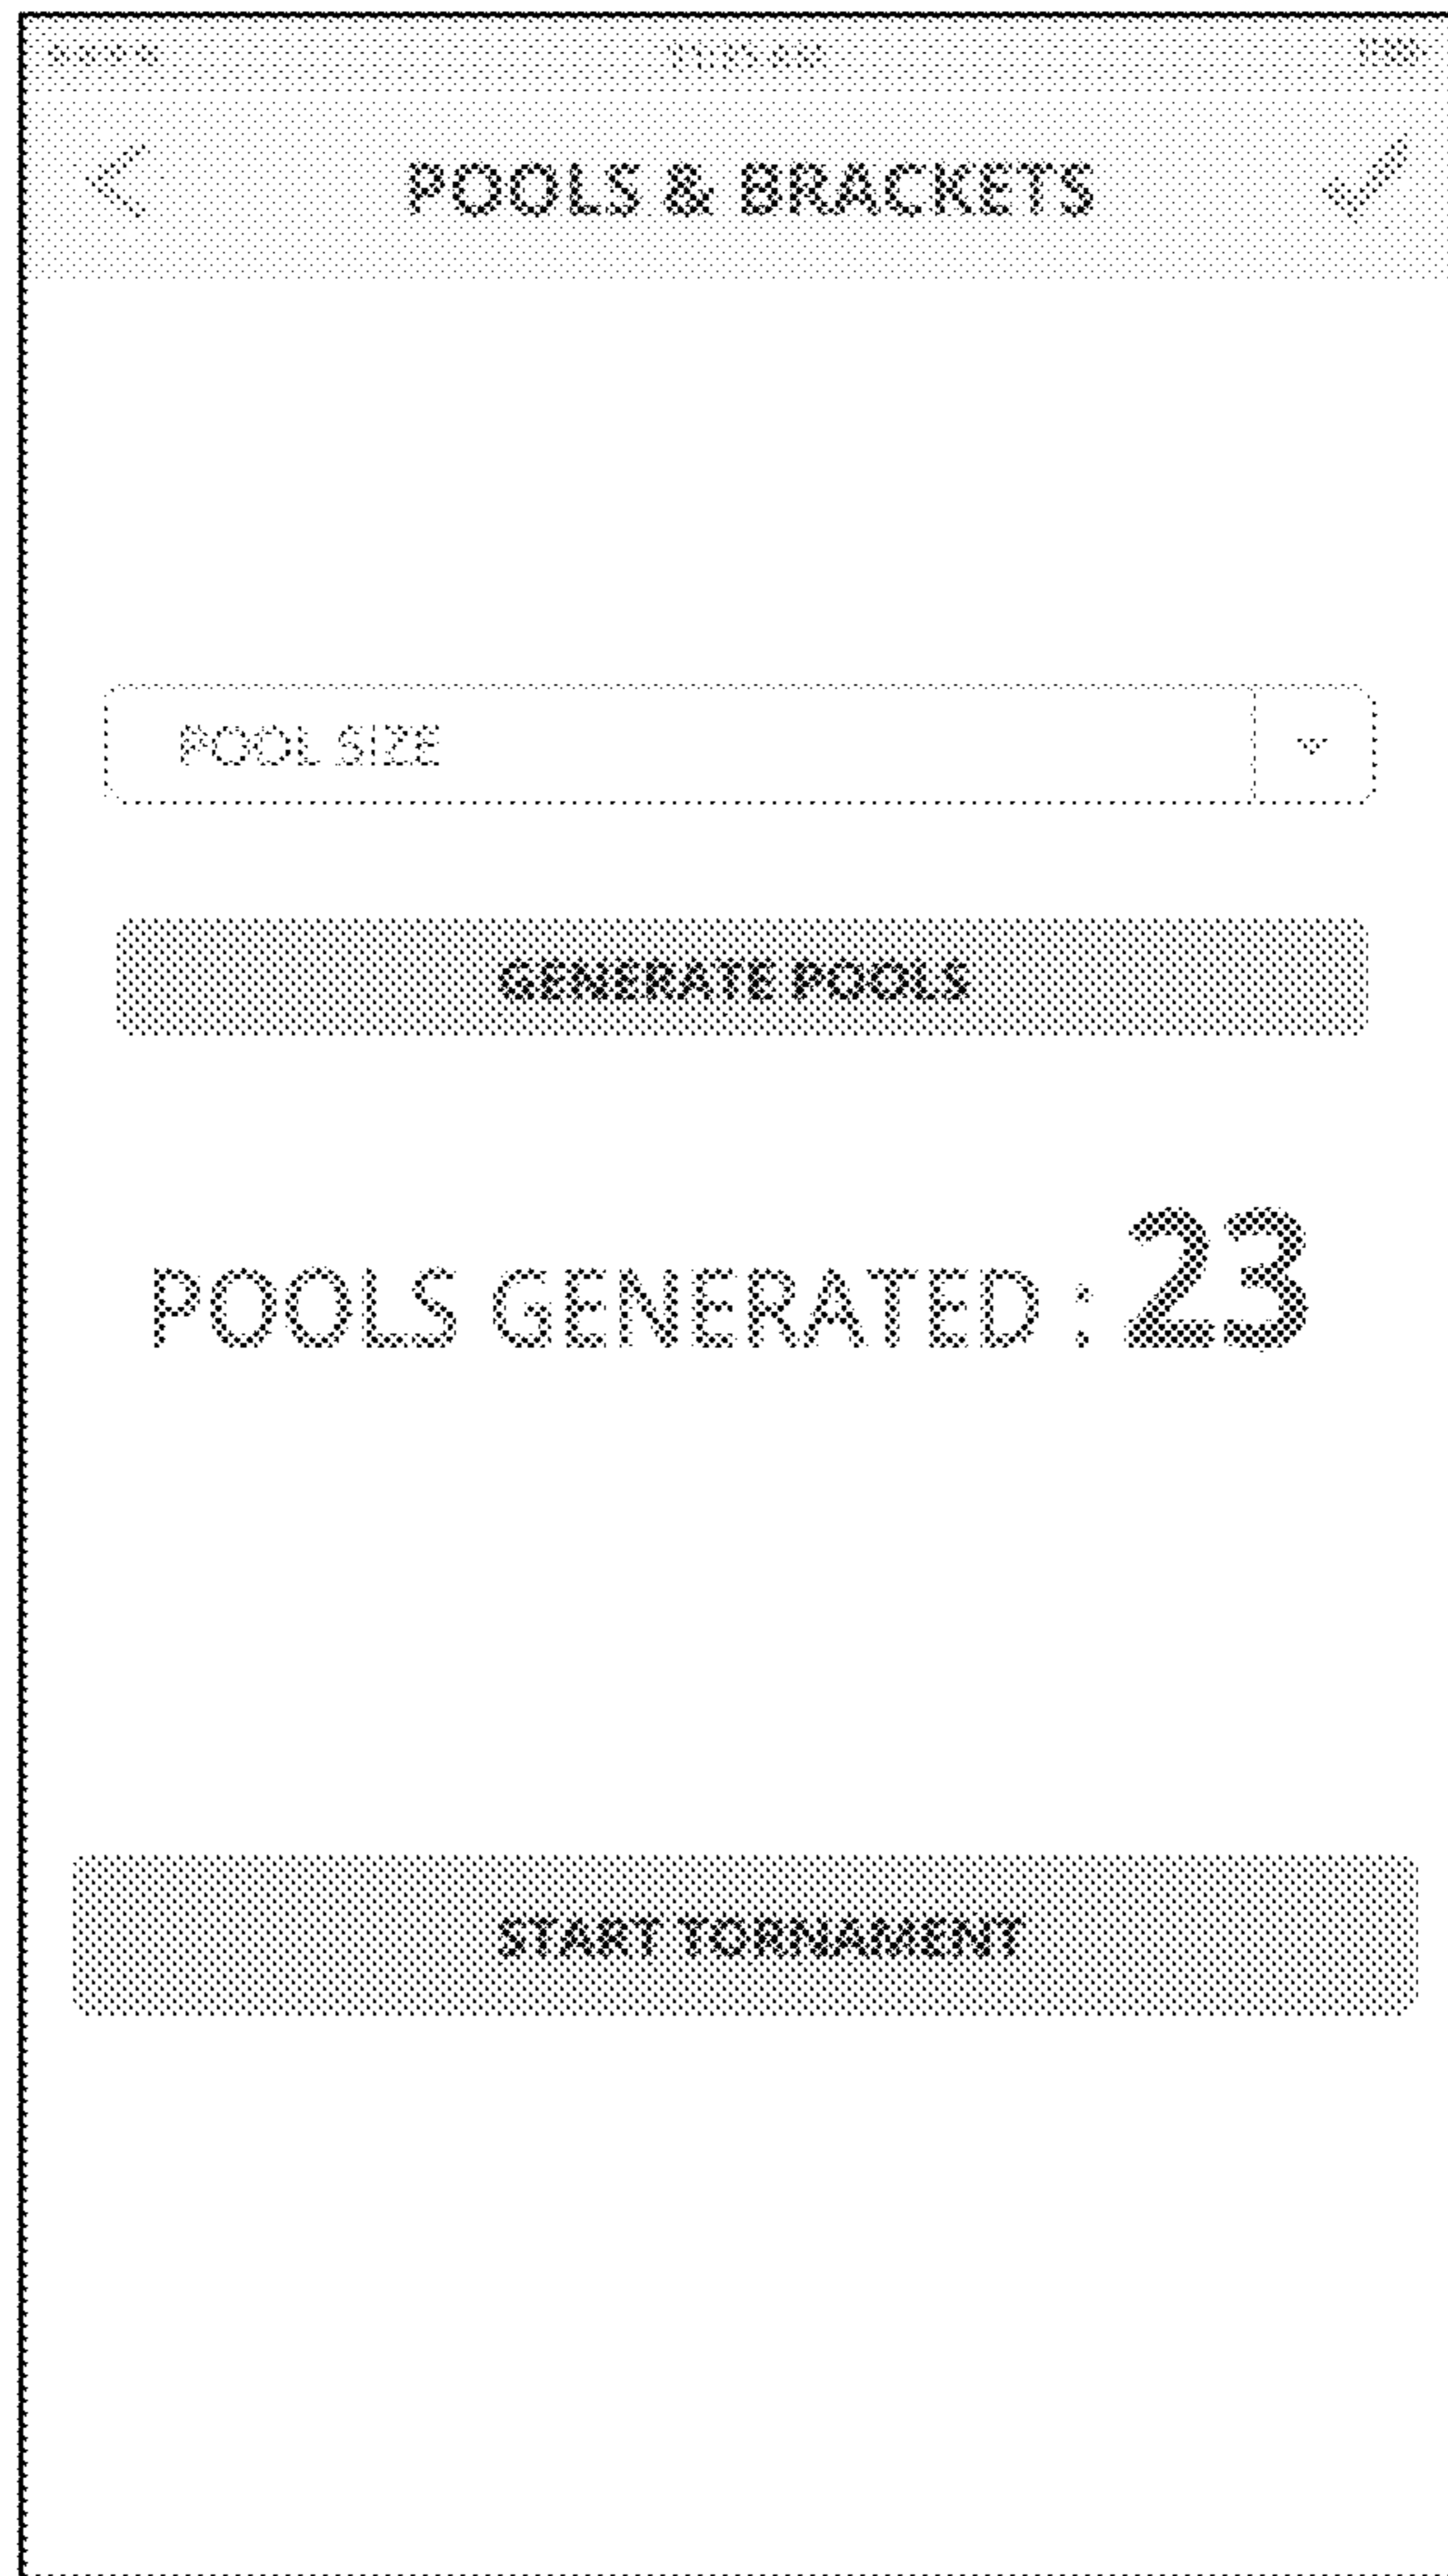 POOLS & BRACKETS
POOL SIZE
GENERATE POOLS
POOLS GENERATED : 23
START TORNAMENT